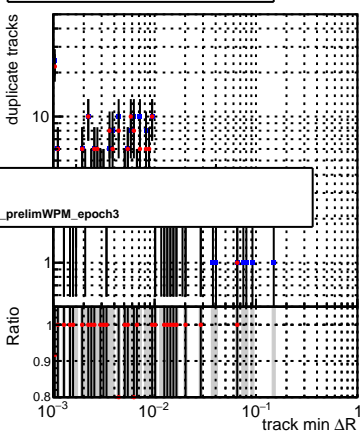 duplicate tracks
10
_prelimWPM_epoch3
1
Ratio
1
0.9
0.8
10−3
10−2
10−1
1
track min ΔR